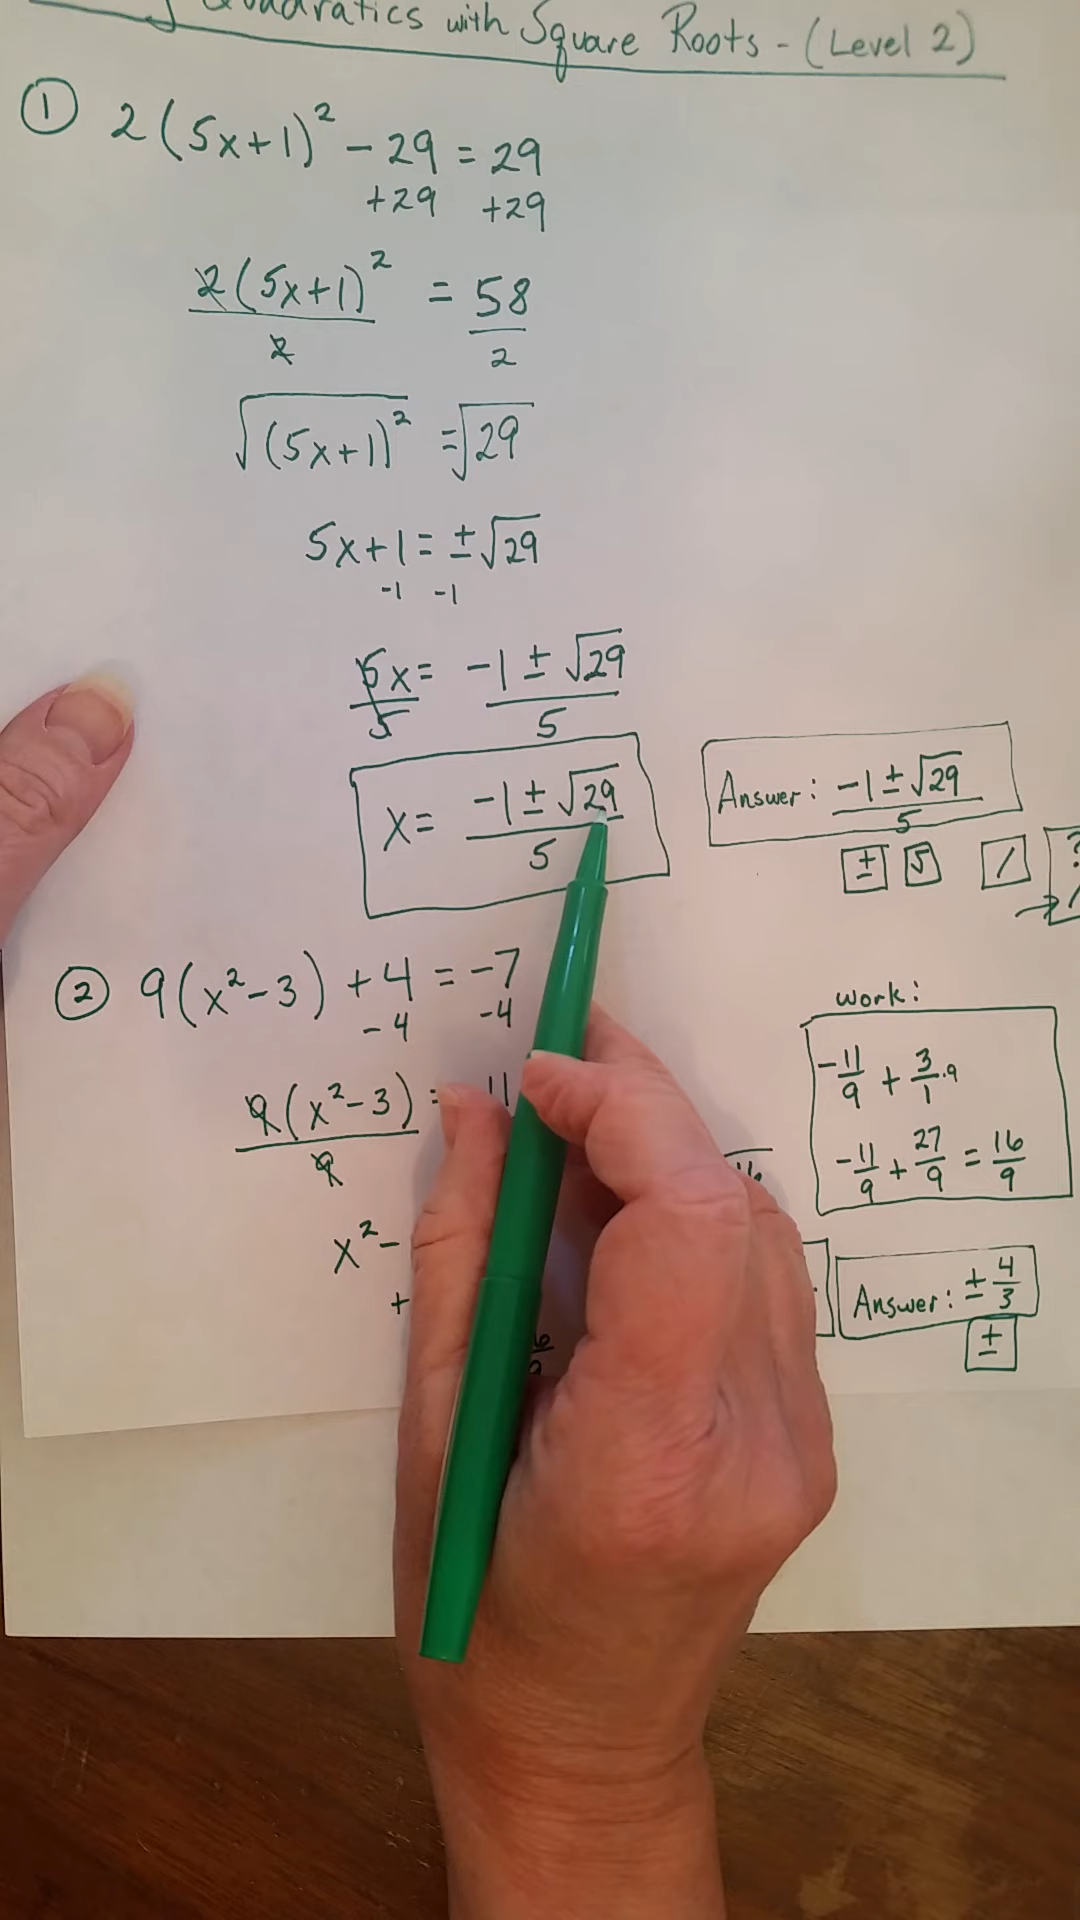 Quadratics with Square Roots - (Level 2)
① 2(5x+1)² - 29 = 29
+29 +29
2(5x+1)² = 58
2 2
√(5x+1)² = √29
5x+1 = ±√29
-1 -1
5x = -1 ± √29
5 5
x = -1 ± √29
5
Answer: -1 ± √29
5
± 5 / ?
→
② 9(x²-3) +4 = -7
-4 -4
9(x²-3) = 11
9
x² -
+
work:
-11/9 + 3/1 ·9
-11/9 + 27/9 = 16/9
16
Answer: ± 4/3
±